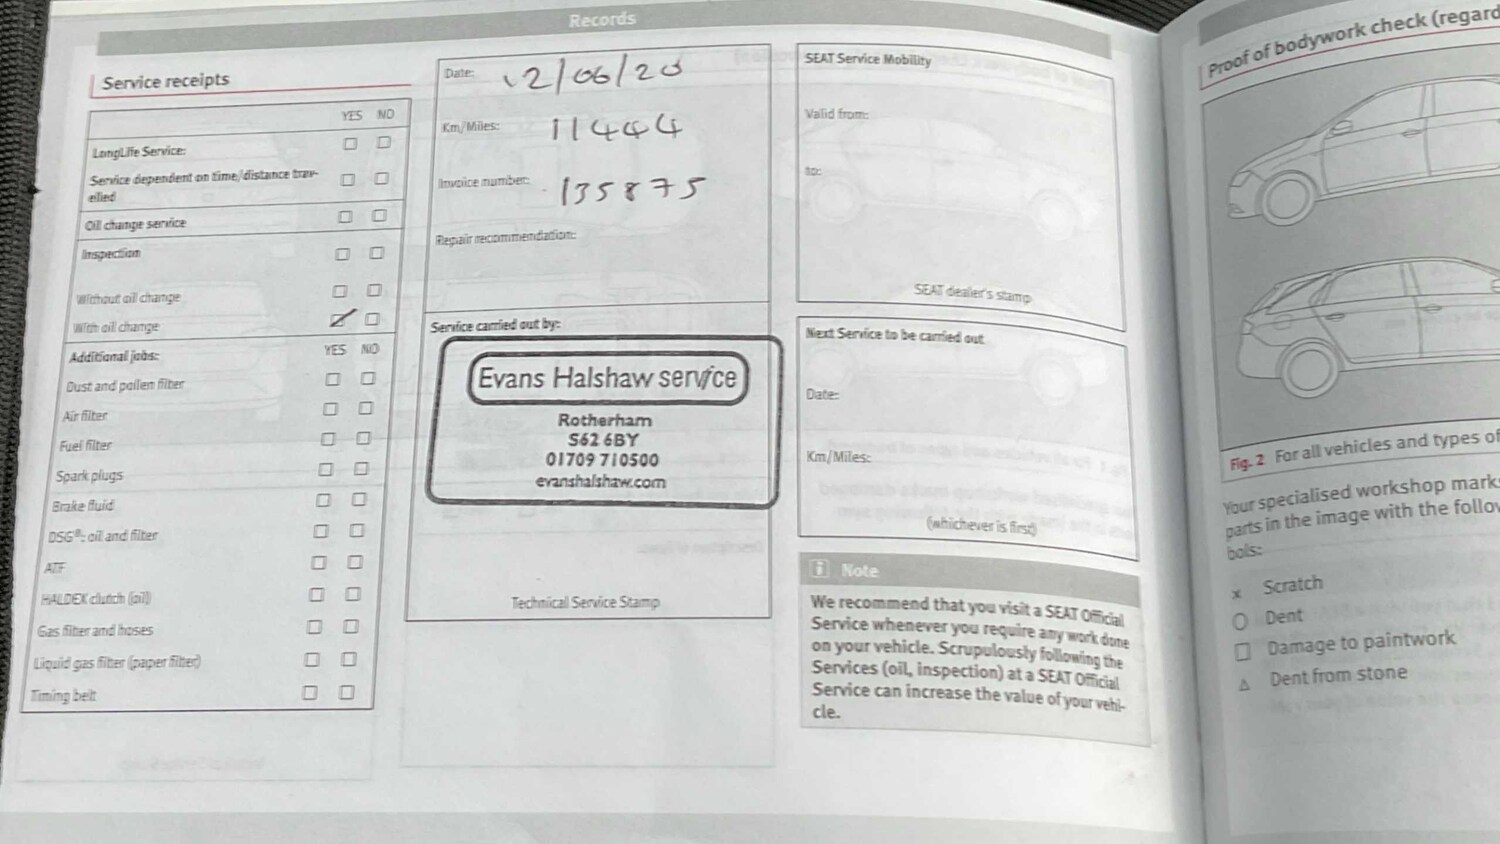 Records
Service receipts
YES NO
LongLife Service:
Service dependent on time/distance trav-
elled
Oil change service
Inspection
Without oil change
With oil change
Additional jobs: YES NO
Dust and pollen filter
Air filter
Fuel filter
Spark plugs
Brake fluid
DSG®: oil and filter
ATF
HALDEX clutch (oil)
Gas filter and hoses
Liquid gas filter (paper filter)
Timing belt
Date: 12/06/20
Km/Miles: 11444
Invoice number: 135875
Repair recommendation:
Service carried out by:
Evans Halshaw service
Rotherham
S62 6BY
01709 710500
evanshalshaw.com
Technical Service Stamp
SEAT Service Mobility
Valid from:
to:
SEAT dealer's stamp
Next Service to be carried out
Date:
Km/Miles:
(whichever is first)
i Note
We recommend that you visit a SEAT Official
Service whenever you require any work done
on your vehicle. Scrupulously following the
Services (oil, inspection) at a SEAT Official
Service can increase the value of your vehi-
cle.
Proof of bodywork check (regard
Fig. 2 For all vehicles and types of
Your specialised workshop marks
parts in the image with the follow
bols:
x Scratch
○ Dent
□ Damage to paintwork
△ Dent from stone